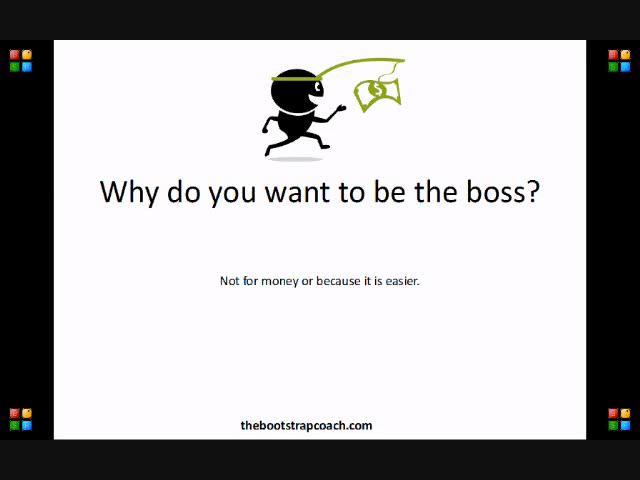 $
Why do you want to be the boss?
Not for money or because it is easier.
thebootstrapcoach.com